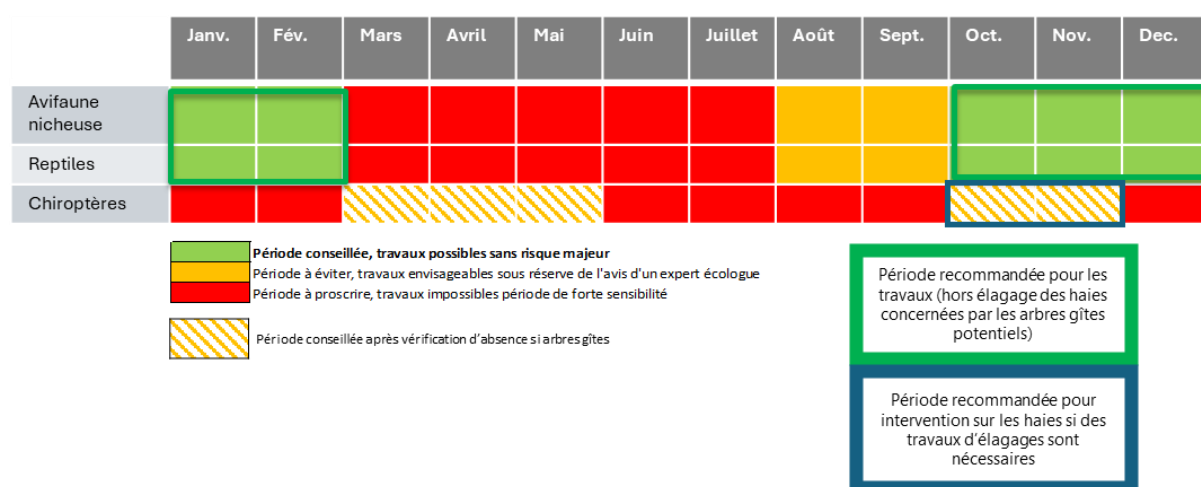 Janv. Fév. Mars Avril Mai Juin Juillet Août Sept. Oct. Nov. Dec.
Avifaune
nicheuse
Reptiles
Chiroptères
Période conseillée, travaux possibles sans risque majeur
Période à éviter, travaux envisageables sous réserve de l'avis d'un expert écologue
Période à proscrire, travaux impossibles période de forte sensibilité
Période conseillée après vérification d'absence si arbres gîtes
Période recommandée pour les
travaux (hors élagage des haies
concernées par les arbres gîtes
potentiels)
Période recommandée pour
intervention sur les haies si des
travaux d'élagages sont
nécessaires